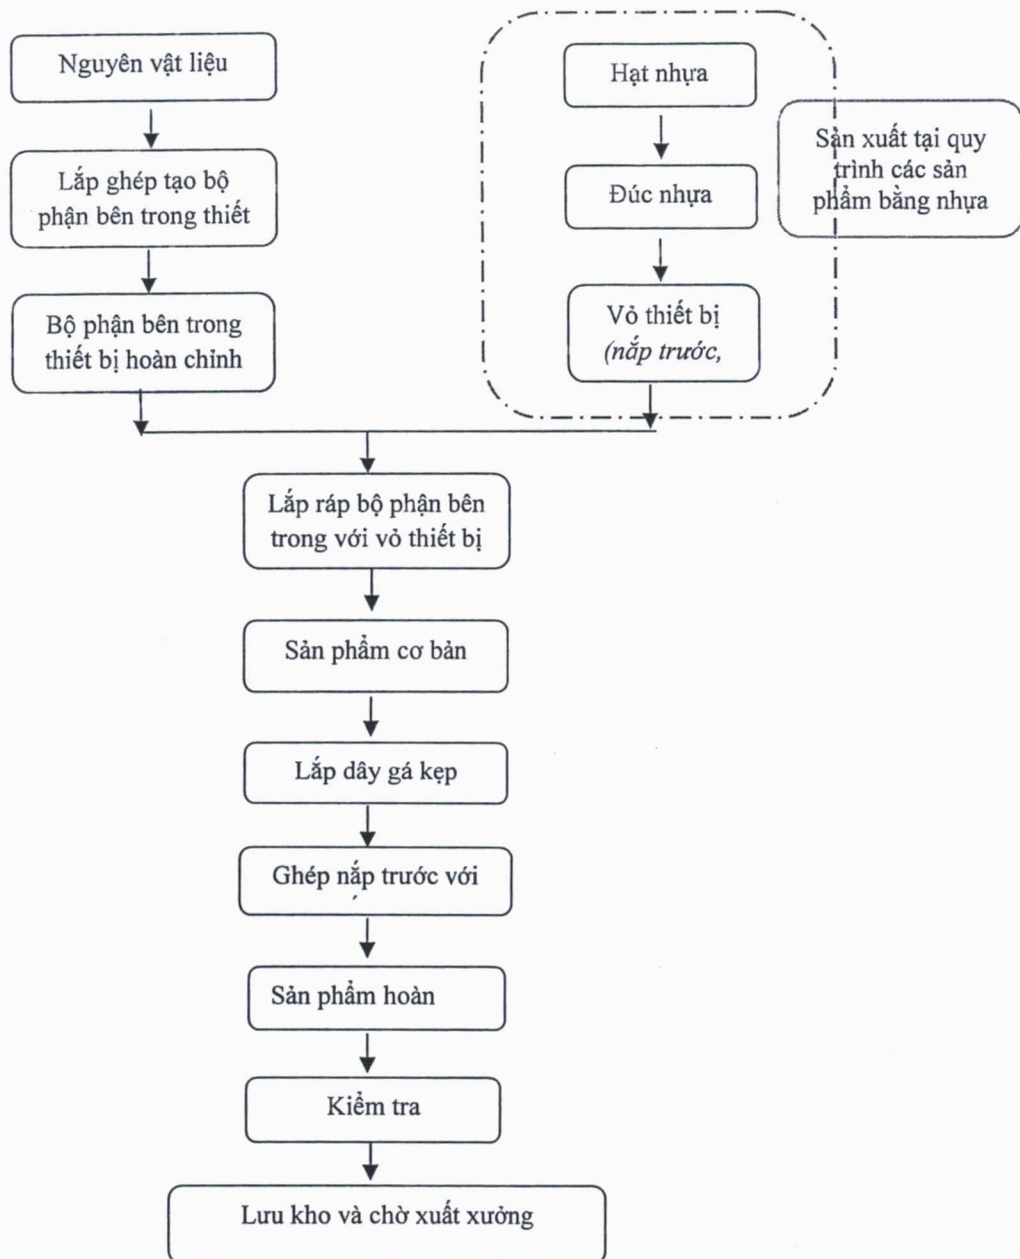 Nguyên vật liệu
Lắp ghép tạo bộ
phận bên trong thiết
Bộ phận bên trong
thiết bị hoàn chỉnh
Hạt nhựa
Đúc nhựa
Vỏ thiết bị
(nắp trước,
Sản xuất tại quy
trình các sản
phẩm bằng nhựa
Lắp ráp bộ phận bên
trong với vỏ thiết bị
Sản phẩm cơ bản
Lắp dây gá kẹp
Ghép nắp trước với
Sản phẩm hoàn
Kiểm tra
Lưu kho và chờ xuất xưởng